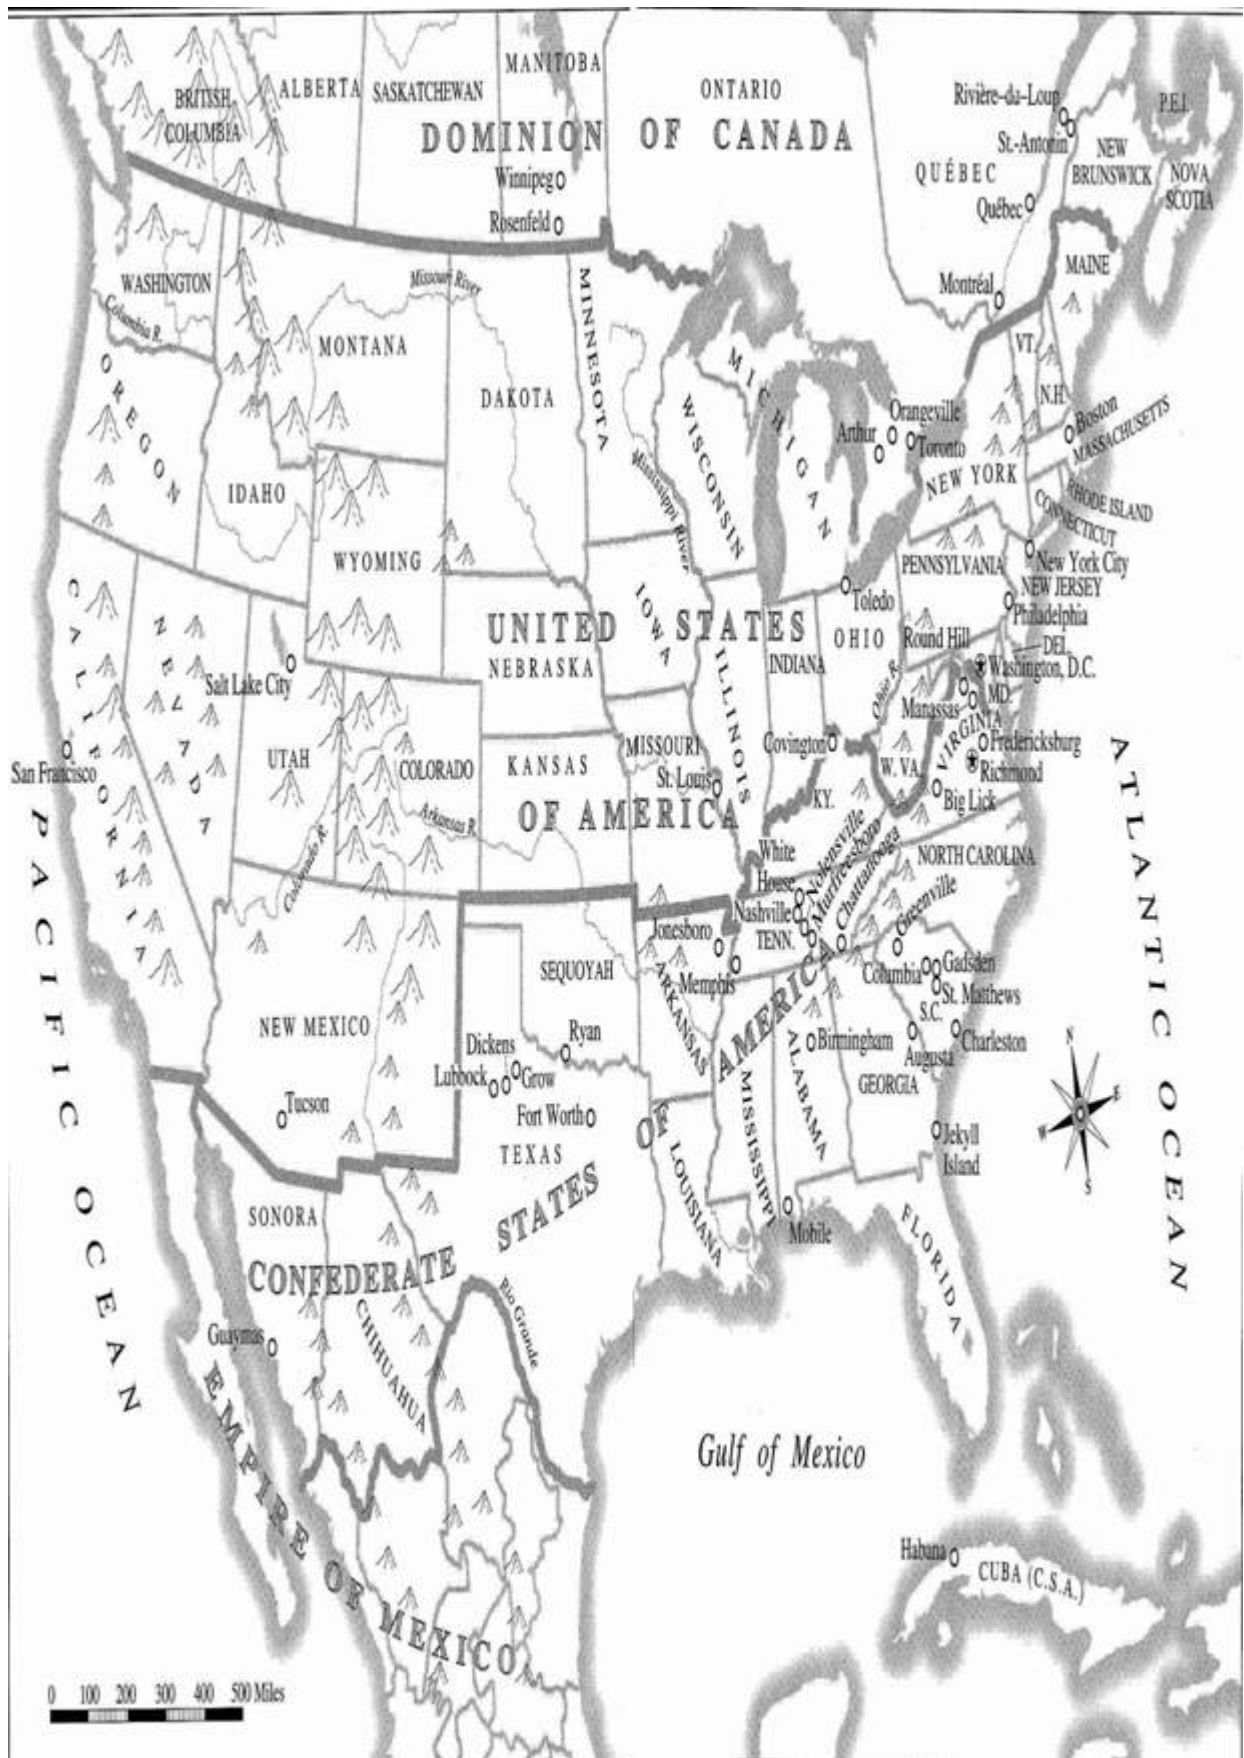 BRITISH
COLUMBIA
ALBERTA
SASKATCHEWAN
MANITOBA
ONTARIO
DOMINION OF CANADA
Winnipeg
Rosenfeld
QUÉBEC
Rivière-du-Loup
St.-Antonin
P.E.I.
NEW
BRUNSWICK
NOVA
SCOTIA
Québec
Montréal
MAINE
WASHINGTON
Columbia R.
OREGON
IDAHO
MONTANA
Missouri River
DAKOTA
MINNESOTA
WISCONSIN
Mississippi River
MICHIGAN
Orangeville
Arthur
Toronto
VT.
N.H.
Boston
MASSACHUSETTS
NEW YORK
RHODE ISLAND
CONNECTICUT
WYOMING
IOWA
PENNSYLVANIA
New York City
NEW JERSEY
Philadelphia
Toledo
OHIO
Round Hill
DEL.
Washington, D.C.
MD.
CALIFORNIA
NEVADA
Salt Lake City
UTAH
San Francisco
UNITED STATES
OF AMERICA
NEBRASKA
ILLINOIS
INDIANA
Ohio R.
Manassas
VIRGINIA
Fredericksburg
Richmond
W. VA.
Big Lick
Covington
KY.
COLORADO
KANSAS
MISSOURI
St. Louis
Arkansas R.
Colorado R.
White
House
Nolensville
Murfreesboro
Chattanooga
NORTH CAROLINA
Greenville
Nashville
TENN.
Jonesboro
Memphis
ARKANSAS
SEQUOYAH
NEW MEXICO
Columbia
Gadsden
St. Matthews
S.C.
Charleston
Augusta
Birmingham
ALABAMA
GEORGIA
MISSISSIPPI
Dickens
Ryan
Lubbock
Grow
Fort Worth
TEXAS
Tucson
LOUISIANA
Jekyll
Island
Mobile
FLORIDA
SONORA
CHIHUAHUA
CONFEDERATE STATES OF AMERICA
Rio Grande
Guaymas
EMPIRE OF MEXICO
PACIFIC OCEAN
ATLANTIC OCEAN
N
E
W
S
Gulf of Mexico
Habana
CUBA (C.S.A.)
0 100 200 300 400 500 Miles